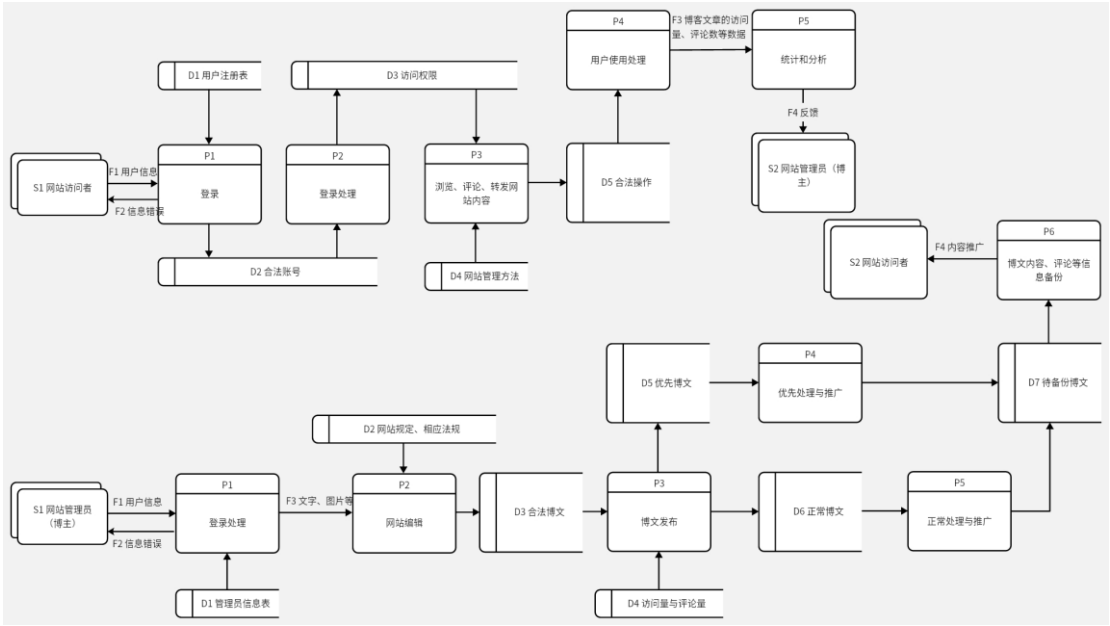 P4
用户使用处理
F3 博客文章的访问
量、评论数等数据
P5
统计和分析
D1 用户注册表
D3 访问权限
F4 反馈
S1 网站访问者
F1 用户信息
F2 信息错误
P1
登录
P2
登录处理
P3
浏览、评论、转发网
站内容
D5 合法操作
S2 网站管理员（博
主）
D2 合法账号
D4 网站管理方法
S2 网站访问者
F4 内容推广
P6
博文内容、评论等信
息备份
D5 优先博文
P4
优先处理与推广
D7 待备份博文
D2 网站规定、相应法规
S1 网站管理员
（博主）
F1 用户信息
F2 信息错误
P1
登录处理
F3 文字、图片等
P2
网站编辑
D3 合法博文
P3
博文发布
D6 正常博文
P5
正常处理与推广
D1 管理员信息表
D4 访问量与评论量